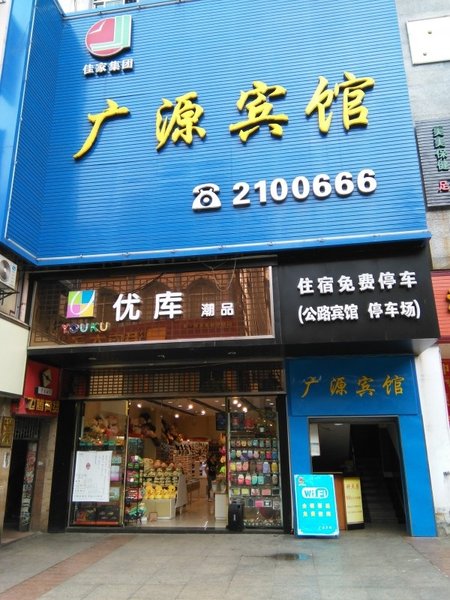 佳家集团
广源宾馆
2100666
优库 潮品
YOUKU
住宿免费停车
(公路宾馆 停车场)
广源宾馆
WiFi